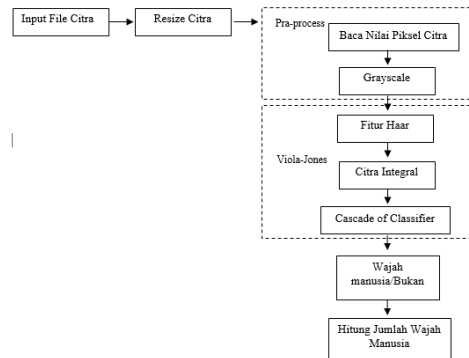 Input File Citra
Resize Citra
Pra-process
Baca Nilai Piksel Citra
Grayscale
Fitur Haar
Viola-Jones
Citra Integral
Cascade of Classifier
Wajah
manusia/Bukan
Hitung Jumlah Wajah
Manusia